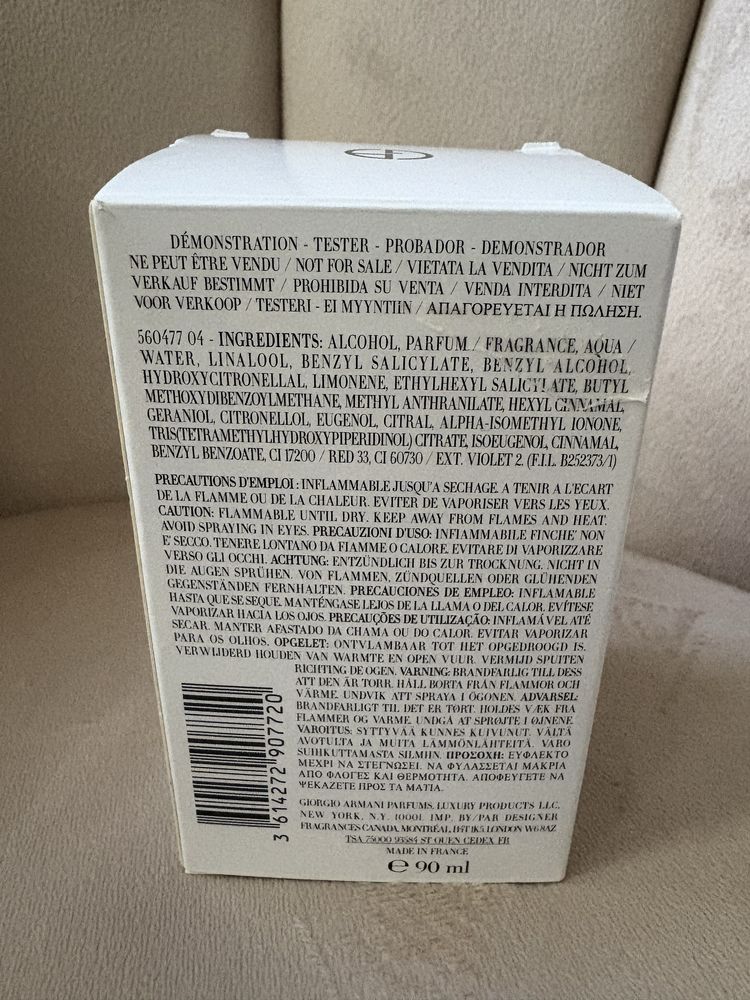 DÉMONSTRATION - TESTER - PROBADOR - DEMONSTRADOR
NE PEUT ÊTRE VENDU / NOT FOR SALE / VIETATA LA VENDITA / NICHT ZUM
VERKAUF BESTIMMT / PROHIBIDA SU VENTA / VENDA INTERDITA / NIET
VOOR VERKOOP / TESTERI - EI MYYNTIIN / ΑΠΑΓΟΡΕΥΕΤΑΙ Η ΠΩΛΗΣΗ.
560477 04 - INGREDIENTS: ALCOHOL, PARFUM / FRAGRANCE, AQUA /
WATER, LINALOOL, BENZYL SALICYLATE, BENZYL ALCOHOL,
HYDROXYCITRONELLAL, LIMONENE, ETHYLHEXYL SALICYLATE, BUTYL
METHOXYDIBENZOYLMETHANE, METHYL ANTHRANILATE, HEXYL CINNAMAL,
GERANIOL, CITRONELLOL, EUGENOL, CITRAL, ALPHA-ISOMETHYL IONONE,
TRIS(TETRAMETHYLHYDROXYPIPERIDINOL) CITRATE, ISOEUGENOL, CINNAMAL,
BENZYL BENZOATE, CI 17200 / RED 33, CI 60730 / EXT. VIOLET 2. (F.I.L. B252373/1)
PRECAUTIONS D'EMPLOI : INFLAMMABLE JUSQU'A SECHAGE. A TENIR A L'ECART
DE LA FLAMME OU DE LA CHALEUR. EVITER DE VAPORISER VERS LES YEUX.
CAUTION: FLAMMABLE UNTIL DRY. KEEP AWAY FROM FLAMES AND HEAT.
AVOID SPRAYING IN EYES. PRECAUZIONI D'USO: INFIAMMABILE FINCHE' NON
E' SECCO. TENERE LONTANO DA FIAMME O CALORE. EVITARE DI VAPORIZZARE
VERSO GLI OCCHI. ACHTUNG: ENTZÜNDLICH BIS ZUR TROCKNUNG. NICHT IN
DIE AUGEN SPRÜHEN. VON FLAMMEN, ZÜNDQUELLEN ODER GLÜHENDEN
GEGENSTÄNDEN FERNHALTEN. PRECAUCIONES DE EMPLEO: INFLAMABLE
HASTA QUE SE SEQUE. MANTÉNGASE LEJOS DE LA LLAMA O DEL CALOR. EVÍTESE
VAPORIZAR HACIA LOS OJOS. PRECAUÇÕES DE UTILIZAÇÃO: INFLAMÁVEL ATÉ
SECAR. MANTER AFASTADO DA CHAMA OU DO CALOR. EVITAR VAPORIZAR
PARA OS OLHOS. OPGELET: ONTVLAMBAAR TOT HET OPGEDROOGD IS.
VERWIJDERD HOUDEN VAN WARMTE EN OPEN VUUR. VERMIJD SPUITEN
RICHTING DE OGEN. VARNING: BRANDFARLIG TILL DESS
ATT DEN ÄR TORR. HÅLL BORTA FRÅN FLAMMOR OCH
VÄRME. UNDVIK ATT SPRAYA I ÖGONEN. ADVARSEL:
BRANDFARLIGT TIL DET ER TØRT. HOLDES VÆK FRA
FLAMMER OG VARME. UNDGÅ AT SPRØJTE I ØJNENE.
VAROITUS: SYTTYVÄÄ KUNNES KUIVUNUT. VÄLTÄ
AVOTULTA JA MUITA LÄMMÖNLÄHTEITÄ. VARO
SUIHKUTTAMASTA SILMIIN. ΠΡΟΣΟΧΗ: ΕΥΦΛΕΚΤΟ
ΜΕΧΡΙ ΝΑ ΣΤΕΓΝΩΣΕΙ. ΝΑ ΦΥΛΑΣΣΕΤΑΙ ΜΑΚΡΙΑ
ΑΠΟ ΦΛΟΓΕΣ ΚΑΙ ΘΕΡΜΟΤΗΤΑ. ΑΠΟΦΕΥΓΕΤΕ ΝΑ
ΨΕΚΑΖΕΤΕ ΠΡΟΣ ΤΑ ΜΑΤΙΑ.
3 614272 907720
GIORGIO ARMANI PARFUMS, LUXURY PRODUCTS LLC,
NEW YORK, N.Y. 10001. IMP. BY/PAR DESIGNER
FRAGRANCES CANADA, MONTRÉAL, H4T 1K5. LONDON W6 8AZ
TSA 75000 93584 ST OUEN CEDEX FR
MADE IN FRANCE
℮ 90 ml